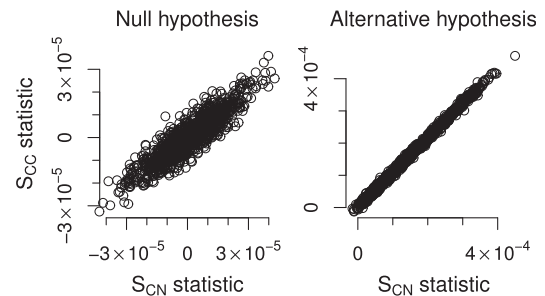 Null hypothesis
Alternative hypothesis
S_CC statistic
3×10⁻⁵
0
−3×10⁻⁵
−3×10⁻⁵ 0 3×10⁻⁵
S_CN statistic
4×10⁻⁴
0
0 4×10⁻⁴
S_CN statistic